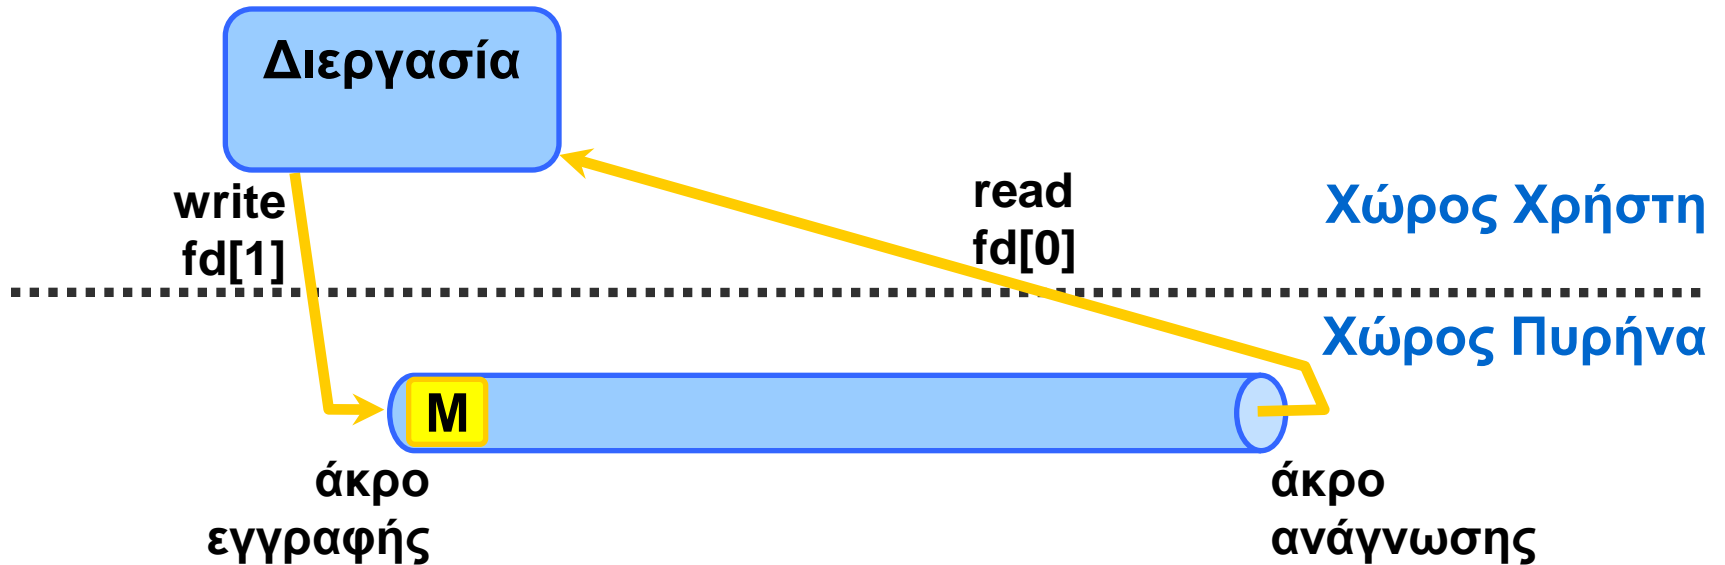 Διεργασία
write
fd[1]
read
fd[0]
Χώρος Χρήστη
Χώρος Πυρήνα
M
άκρο
εγγραφής
άκρο
ανάγνωσης